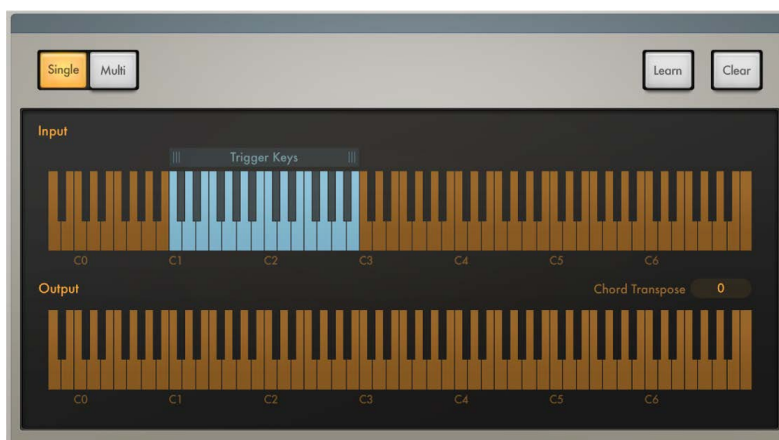 Single Multi Learn Clear
Input
Trigger Keys
C0 C1 C2 C3 C4 C5 C6
Output Chord Transpose 0
C0 C1 C2 C3 C4 C5 C6